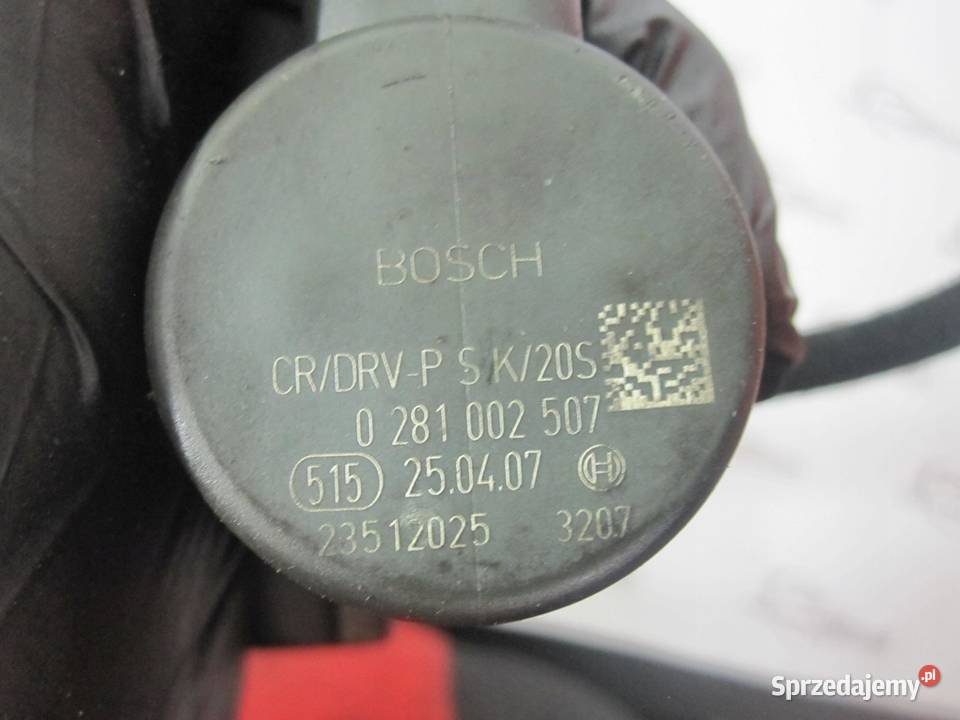 BOSCH
CR/DRV-P S K/20S
0 281 002 507
515 25.04.07 H
23512025 3207
Sprzedajemy.pl